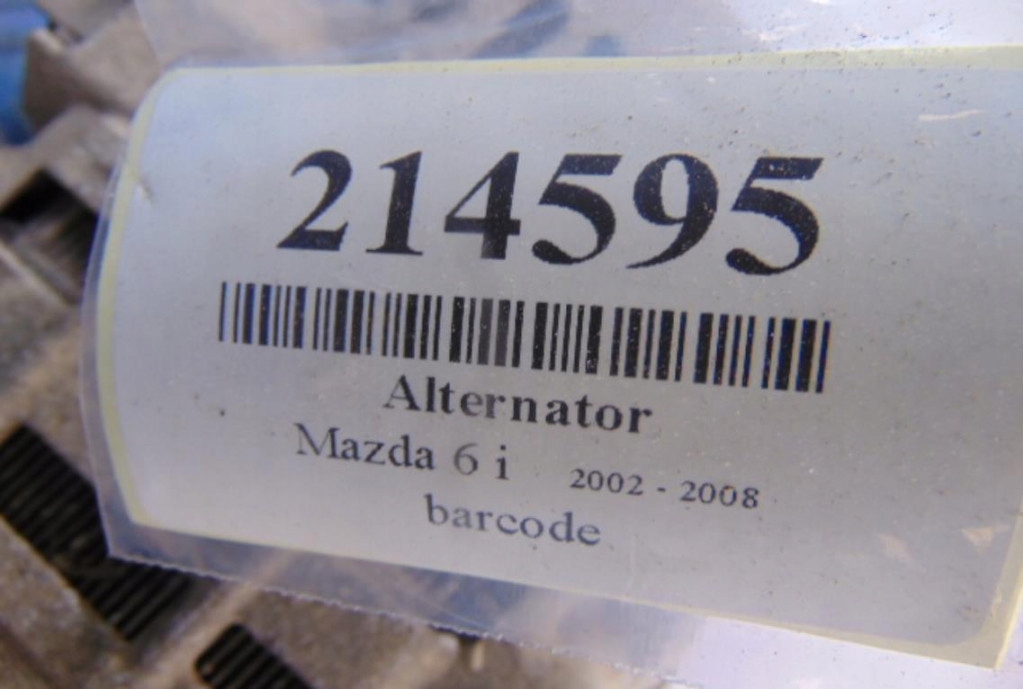 214595
Alternator
Mazda 6 i 2002 - 2008
barcode